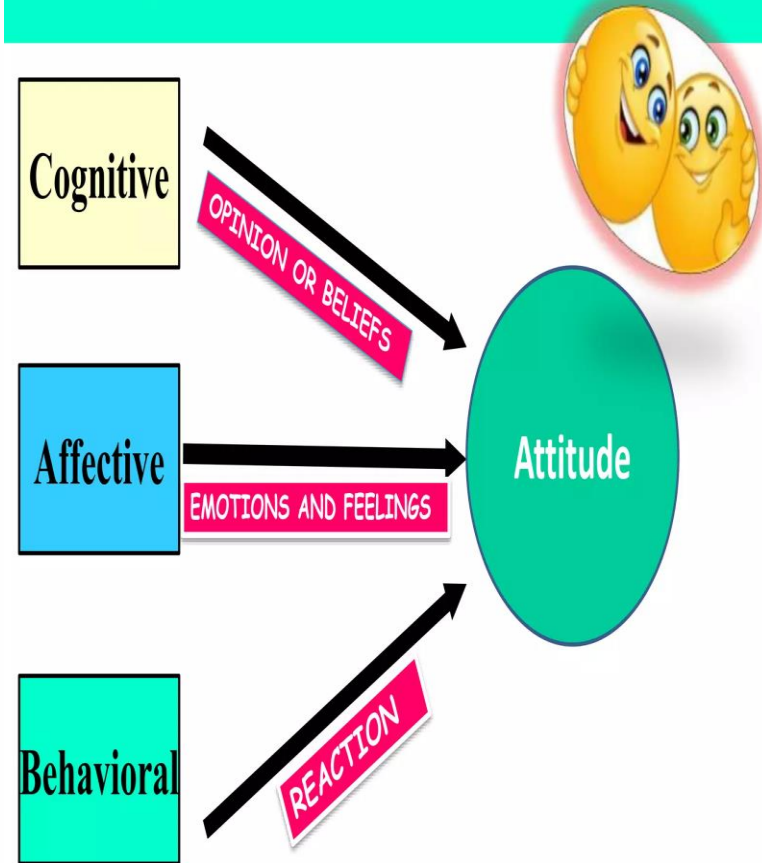 Cognitive
OPINION OR BELIEFS
Affective
EMOTIONS AND FEELINGS
Attitude
Behavioral
REACTION